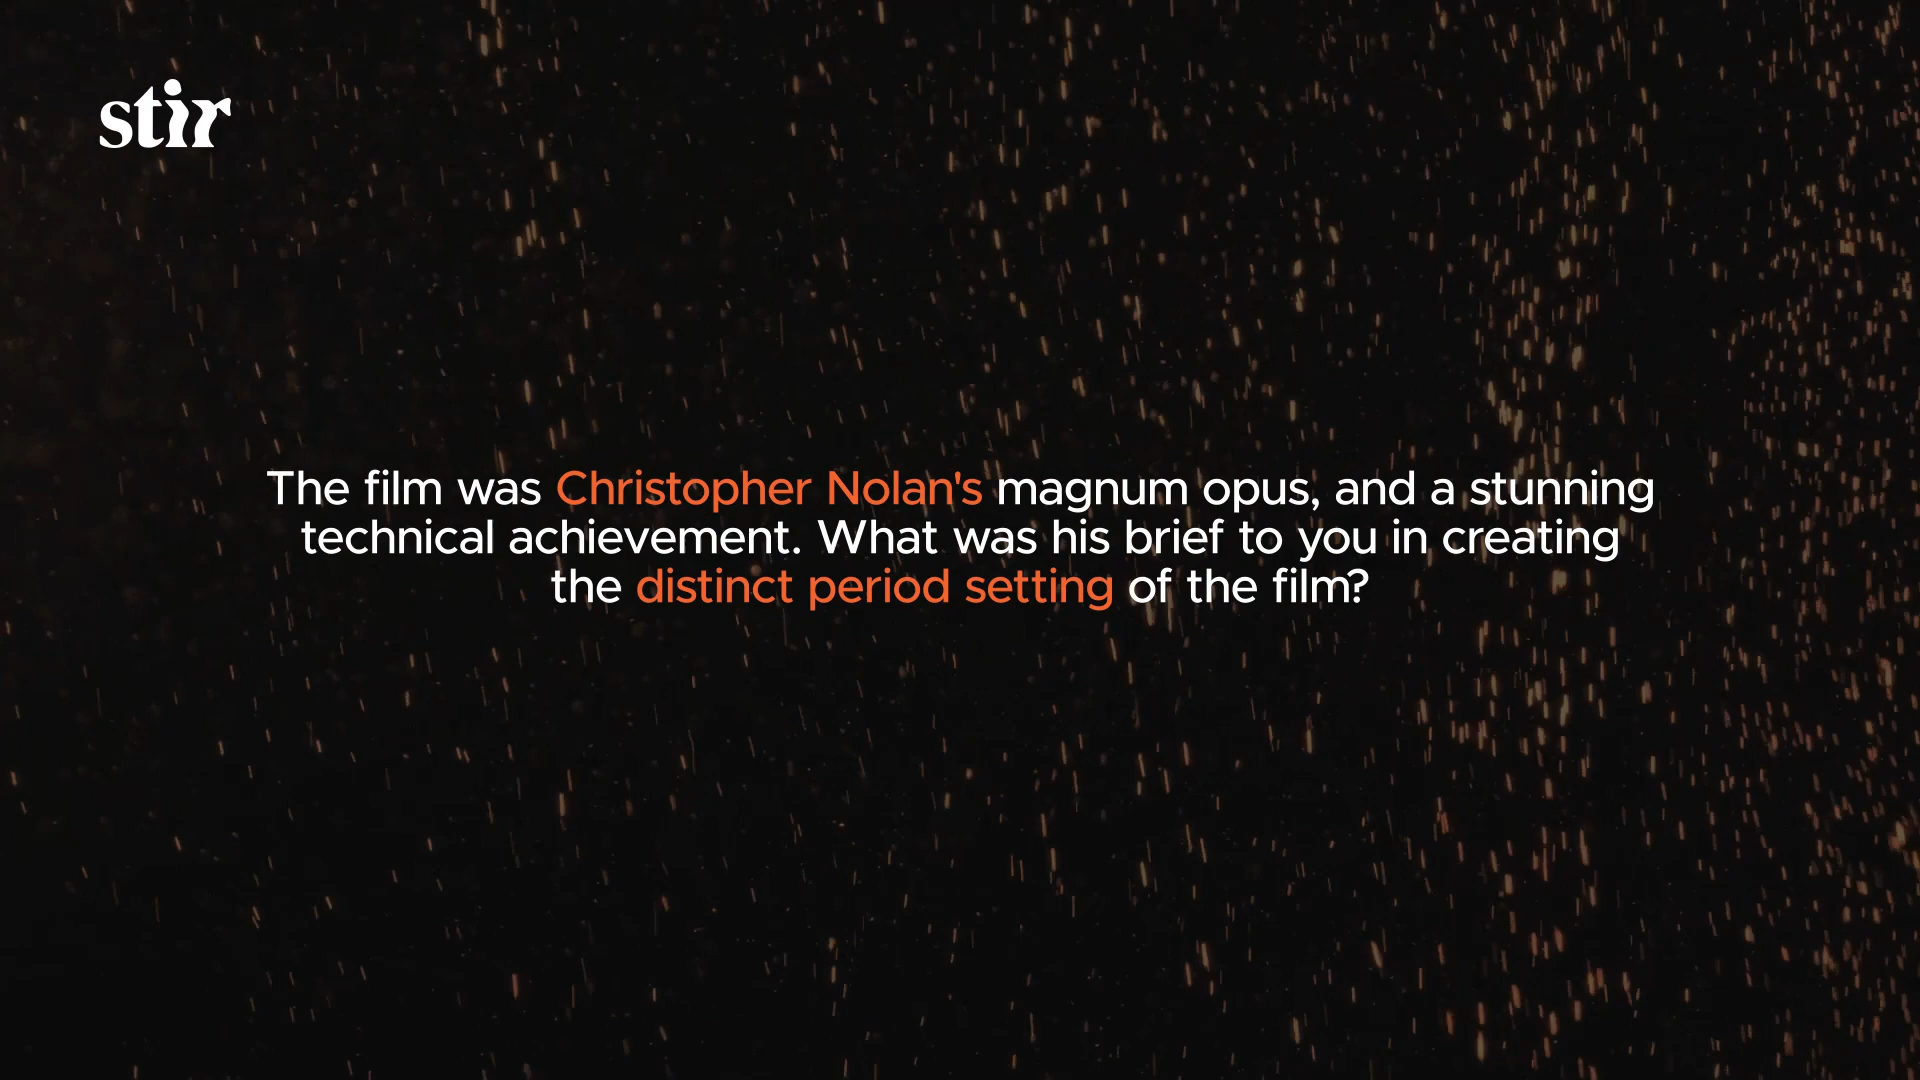 stir
The film was Christopher Nolan's magnum opus, and a stunning
technical achievement. What was his brief to you in creating
the distinct period setting of the film?